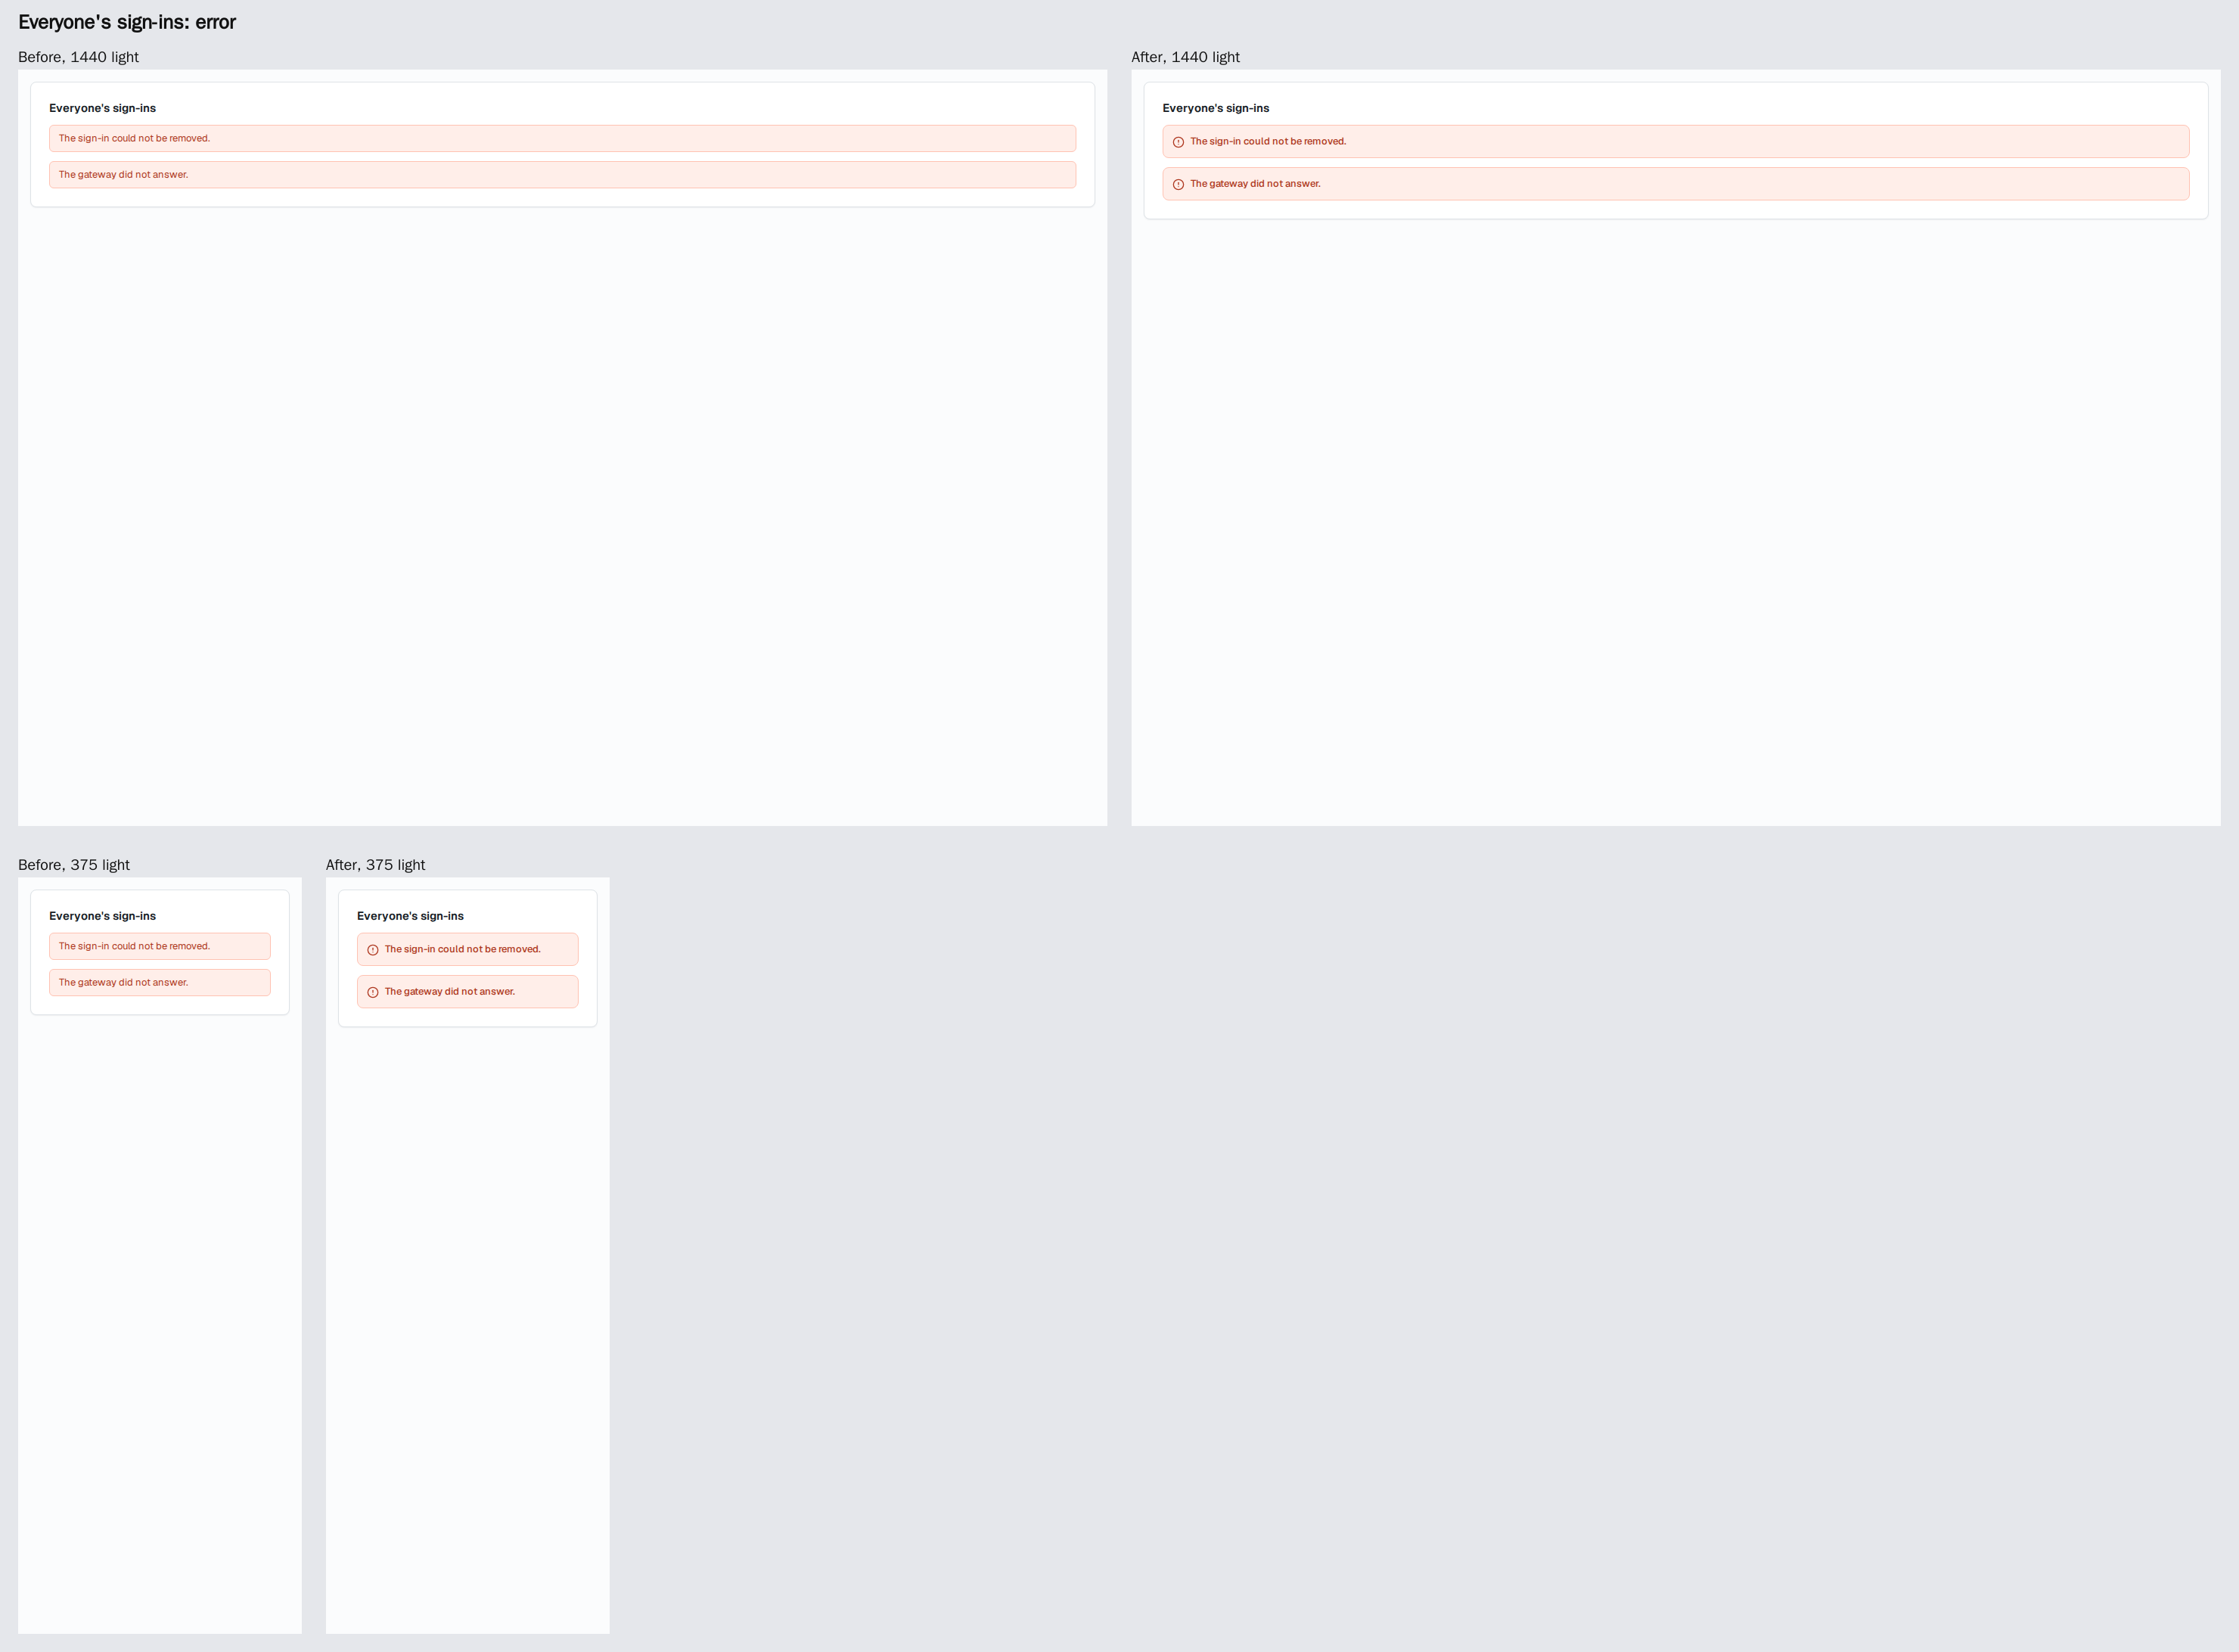 Everyone's sign-ins: error
Before, 1440 light
Everyone's sign-ins
The sign-in could not be removed.
The gateway did not answer.
After, 1440 light
Everyone's sign-ins
The sign-in could not be removed.
The gateway did not answer.
Before, 375 light
Everyone's sign-ins
The sign-in could not be removed.
The gateway did not answer.
After, 375 light
Everyone's sign-ins
The sign-in could not be removed.
The gateway did not answer.